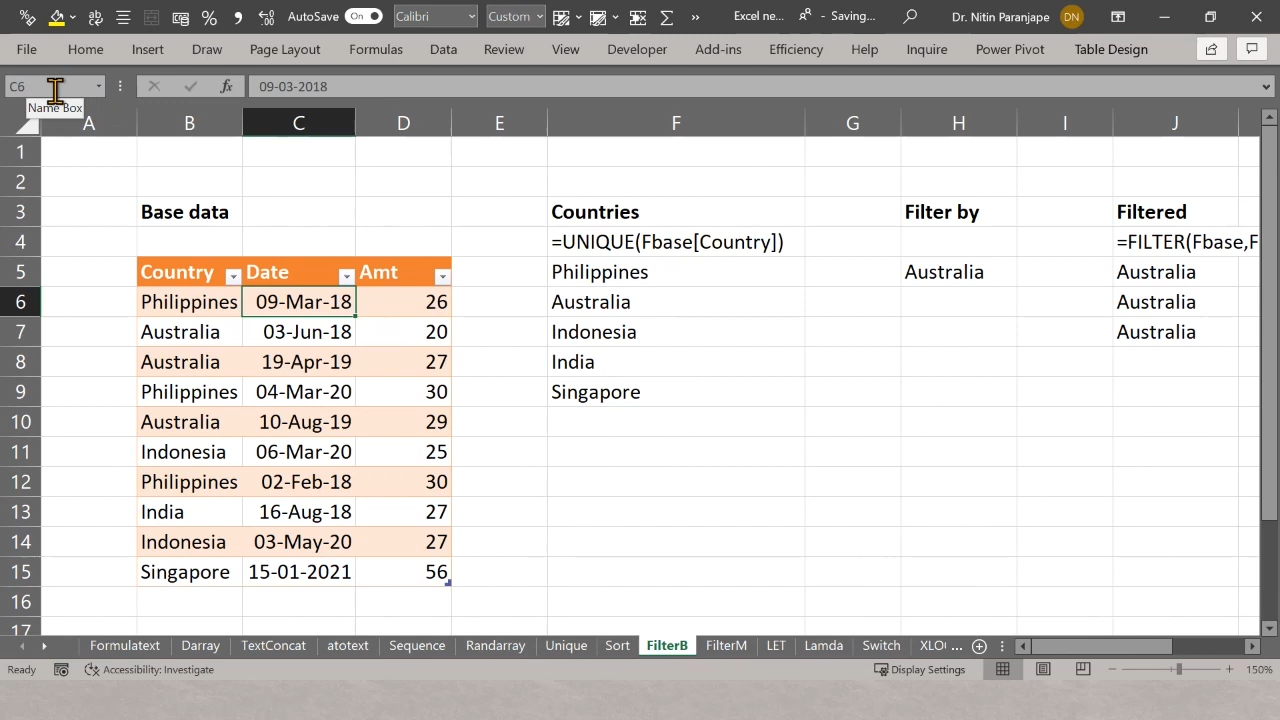 AutoSave On Calibri Custom Excel ne... Saving... Dr. Nitin Paranjape DN
File Home Insert Draw Page Layout Formulas Data Review View Developer Add-ins Efficiency Help Inquire Power Pivot Table Design
C6 fx 09-03-2018
Name Box
A B C D E F G H I J
1
2
3 Base data Countries Filter by Filtered
4 =UNIQUE(Fbase[Country]) =FILTER(Fbase,F
5 Country Date Amt Philippines Australia Australia
6 Philippines 09-Mar-18 26 Australia Australia
7 Australia 03-Jun-18 20 Indonesia Australia
8 Australia 19-Apr-19 27 India
9 Philippines 04-Mar-20 30 Singapore
10 Australia 10-Aug-19 29
11 Indonesia 06-Mar-20 25
12 Philippines 02-Feb-18 30
13 India 16-Aug-18 27
14 Indonesia 03-May-20 27
15 Singapore 15-01-2021 56
16
17
Formulatext Darray TextConcat atotext Sequence Randarray Unique Sort FilterB FilterM LET Lamda Switch XLO ...
Ready Accessibility: Investigate Display Settings 150%